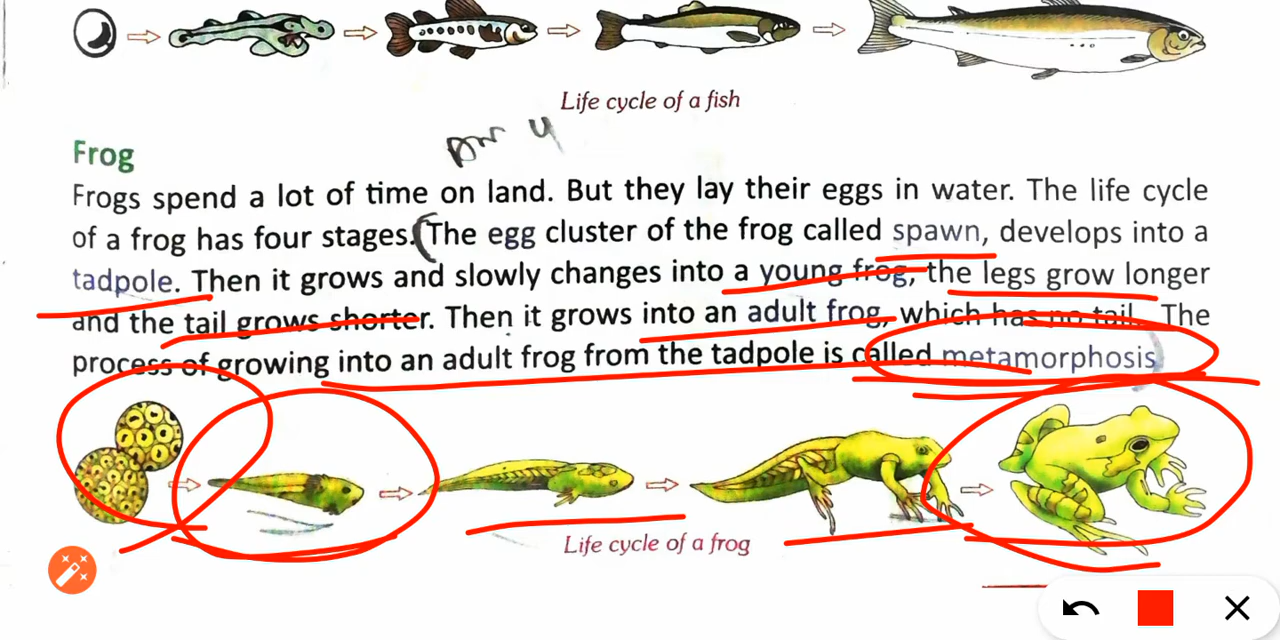 Life cycle of a fish
Frog
Frogs spend a lot of time on land. But they lay their eggs in water. The life cycle
of a frog has four stages. (The egg cluster of the frog called spawn, develops into a
tadpole. Then it grows and slowly changes into a young frog, the legs grow longer
and the tail grows shorter. Then it grows into an adult frog, which has no tail. The
process of growing into an adult frog from the tadpole is called metamorphosis)
Life cycle of a frog